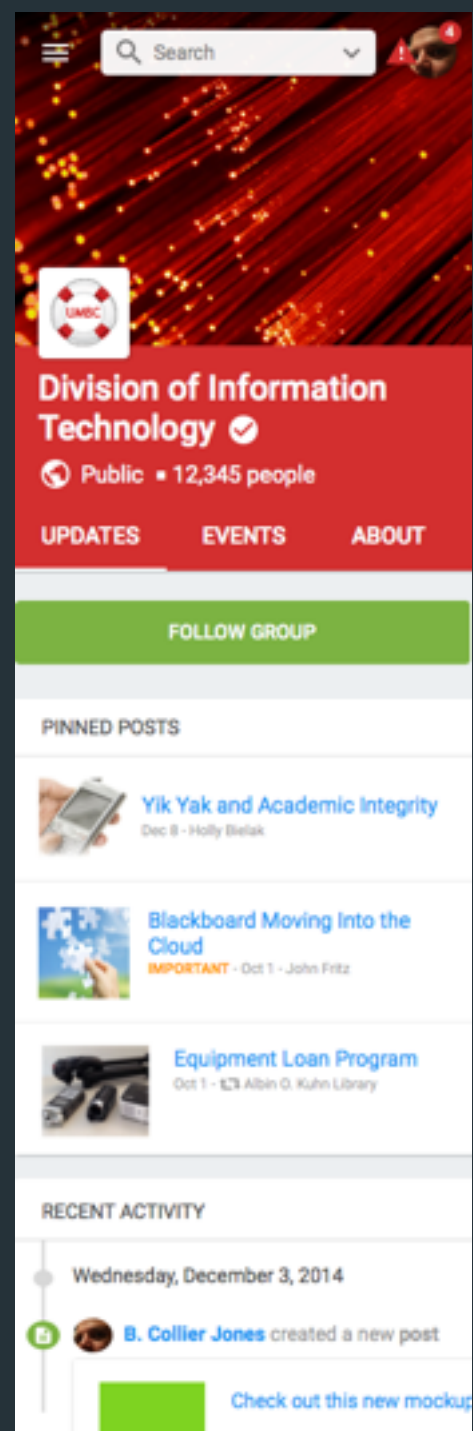 Search
4
UMBC
Division of Information
Technology
Public ▪ 12,345 people
UPDATES EVENTS ABOUT
FOLLOW GROUP
PINNED POSTS
Yik Yak and Academic Integrity
Dec 8 - Holly Bielak
Blackboard Moving Into the
Cloud
IMPORTANT - Oct 1 - John Fritz
Equipment Loan Program
Oct 1 - Albin O. Kuhn Library
RECENT ACTIVITY
Wednesday, December 3, 2014
B. Collier Jones created a new post
Check out this new mockup